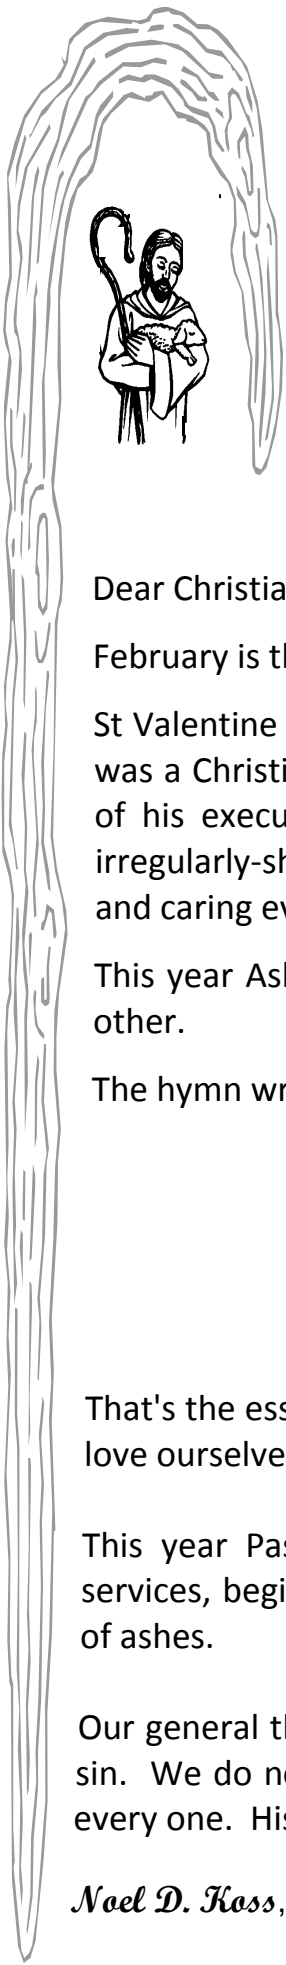 Dear Christia
February is th
St Valentine
was a Christi
of his execu
irregularly-sh
and caring ev
This year Ash
other.
The hymn wr
That's the ess
love ourselve
This year Pas
services, begi
of ashes.
Our general th
sin. We do no
every one. His
Noel D. Koss,